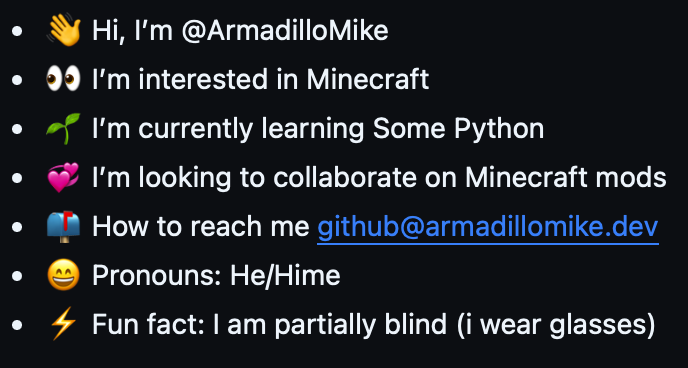 👋 Hi, I’m @ArmadilloMike
👀 I’m interested in Minecraft
🌱 I’m currently learning Some Python
💞️ I’m looking to collaborate on Minecraft mods
📫 How to reach me github@armadillomike.dev
😄 Pronouns: He/Hime
⚡ Fun fact: I am partially blind (i wear glasses)